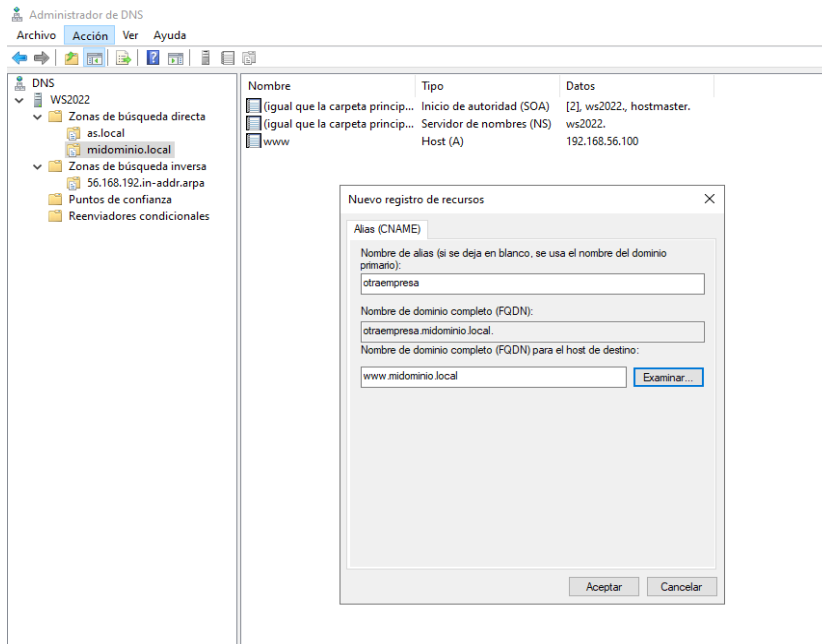 Administrador de DNS
Archivo Acción Ver Ayuda
DNS
WS2022
Zonas de búsqueda directa
as.local
midominio.local
Zonas de búsqueda inversa
56.168.192.in-addr.arpa
Puntos de confianza
Reenviadores condicionales
Nombre Tipo Datos
(igual que la carpeta princip... Inicio de autoridad (SOA) [2], ws2022., hostmaster.
(igual que la carpeta princip... Servidor de nombres (NS) ws2022.
www Host (A) 192.168.56.100
Nuevo registro de recursos
Alias (CNAME)
Nombre de alias (si se deja en blanco, se usa el nombre del dominio
primario):
otraempresa
Nombre de dominio completo (FQDN):
otraempresa.midominio.local.
Nombre de dominio completo (FQDN) para el host de destino:
www.midominio.local Examinar...
Aceptar Cancelar